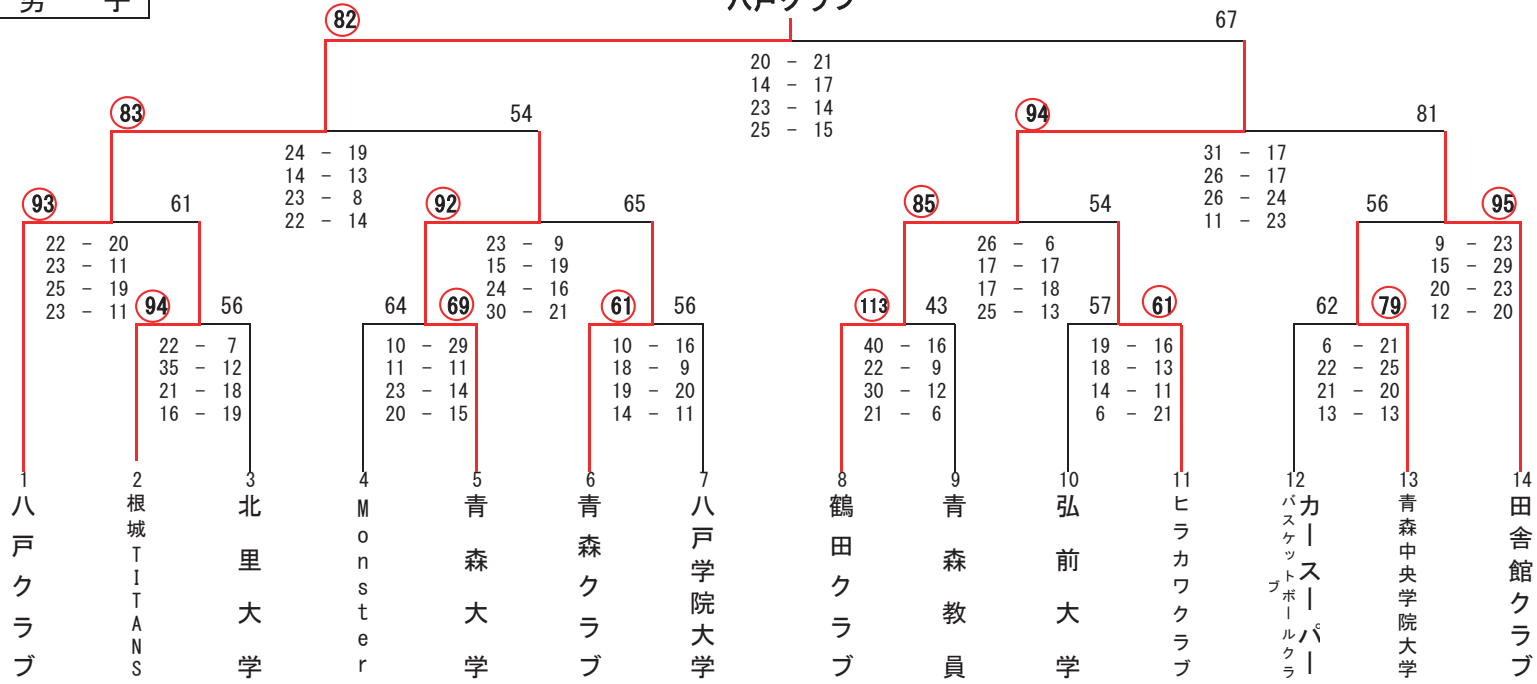 男 子
八戸クラブ
82 67
20 － 21
14 － 17
23 － 14
25 － 15
83 54
24 － 19
14 － 13
23 － 8
22 － 14
94 81
31 － 17
26 － 17
26 － 24
11 － 23
93 61
22 － 20
23 － 11
25 － 19
23 － 11
92 65
23 － 9
15 － 19
24 － 16
30 － 21
85 54
26 － 6
17 － 17
17 － 18
25 － 13
56 95
9 － 23
15 － 29
20 － 23
12 － 20
94 56
22 － 7
35 － 12
21 － 18
16 － 19
64 69
10 － 29
11 － 11
23 － 14
20 － 15
61 56
10 － 16
18 － 9
19 － 20
14 － 11
113 43
40 － 16
22 － 9
30 － 12
21 － 6
57 61
19 － 16
18 － 13
14 － 11
6 － 21
62 79
6 － 21
22 － 25
21 － 20
13 － 13
1
八戸クラブ
2
根城TITANS
3
北里大学
4
Monster
5
青森大学
6
青森クラブ
7
八戸学院大学
8
鶴田クラブ
9
青森教員
10
弘前大学
11
ヒラカワクラブ
12
カースーパー
バスケットボールクラ
ブ
13
青森中央学院大学
14
田舎館クラブ